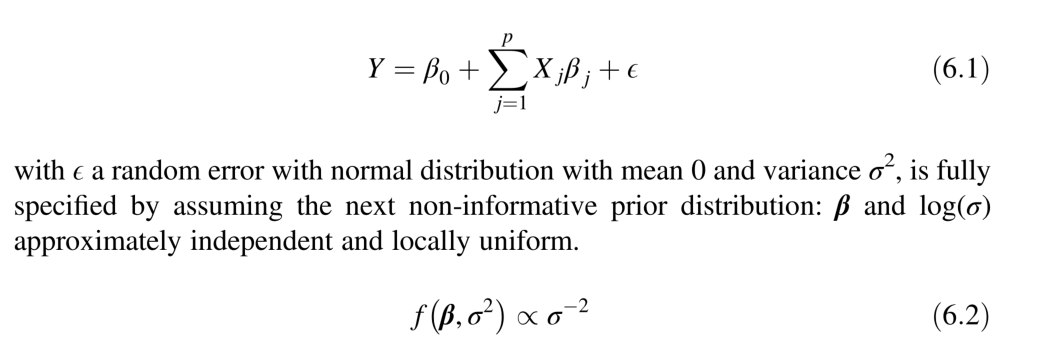 Y = β₀ + ∑ᵖⱼ₌₁ Xⱼβⱼ + ϵ (6.1)
with ϵ a random error with normal distribution with mean 0 and variance σ², is fully
specified by assuming the next non-informative prior distribution: β and log(σ)
approximately independent and locally uniform.
f(β, σ²) ∝ σ⁻² (6.2)